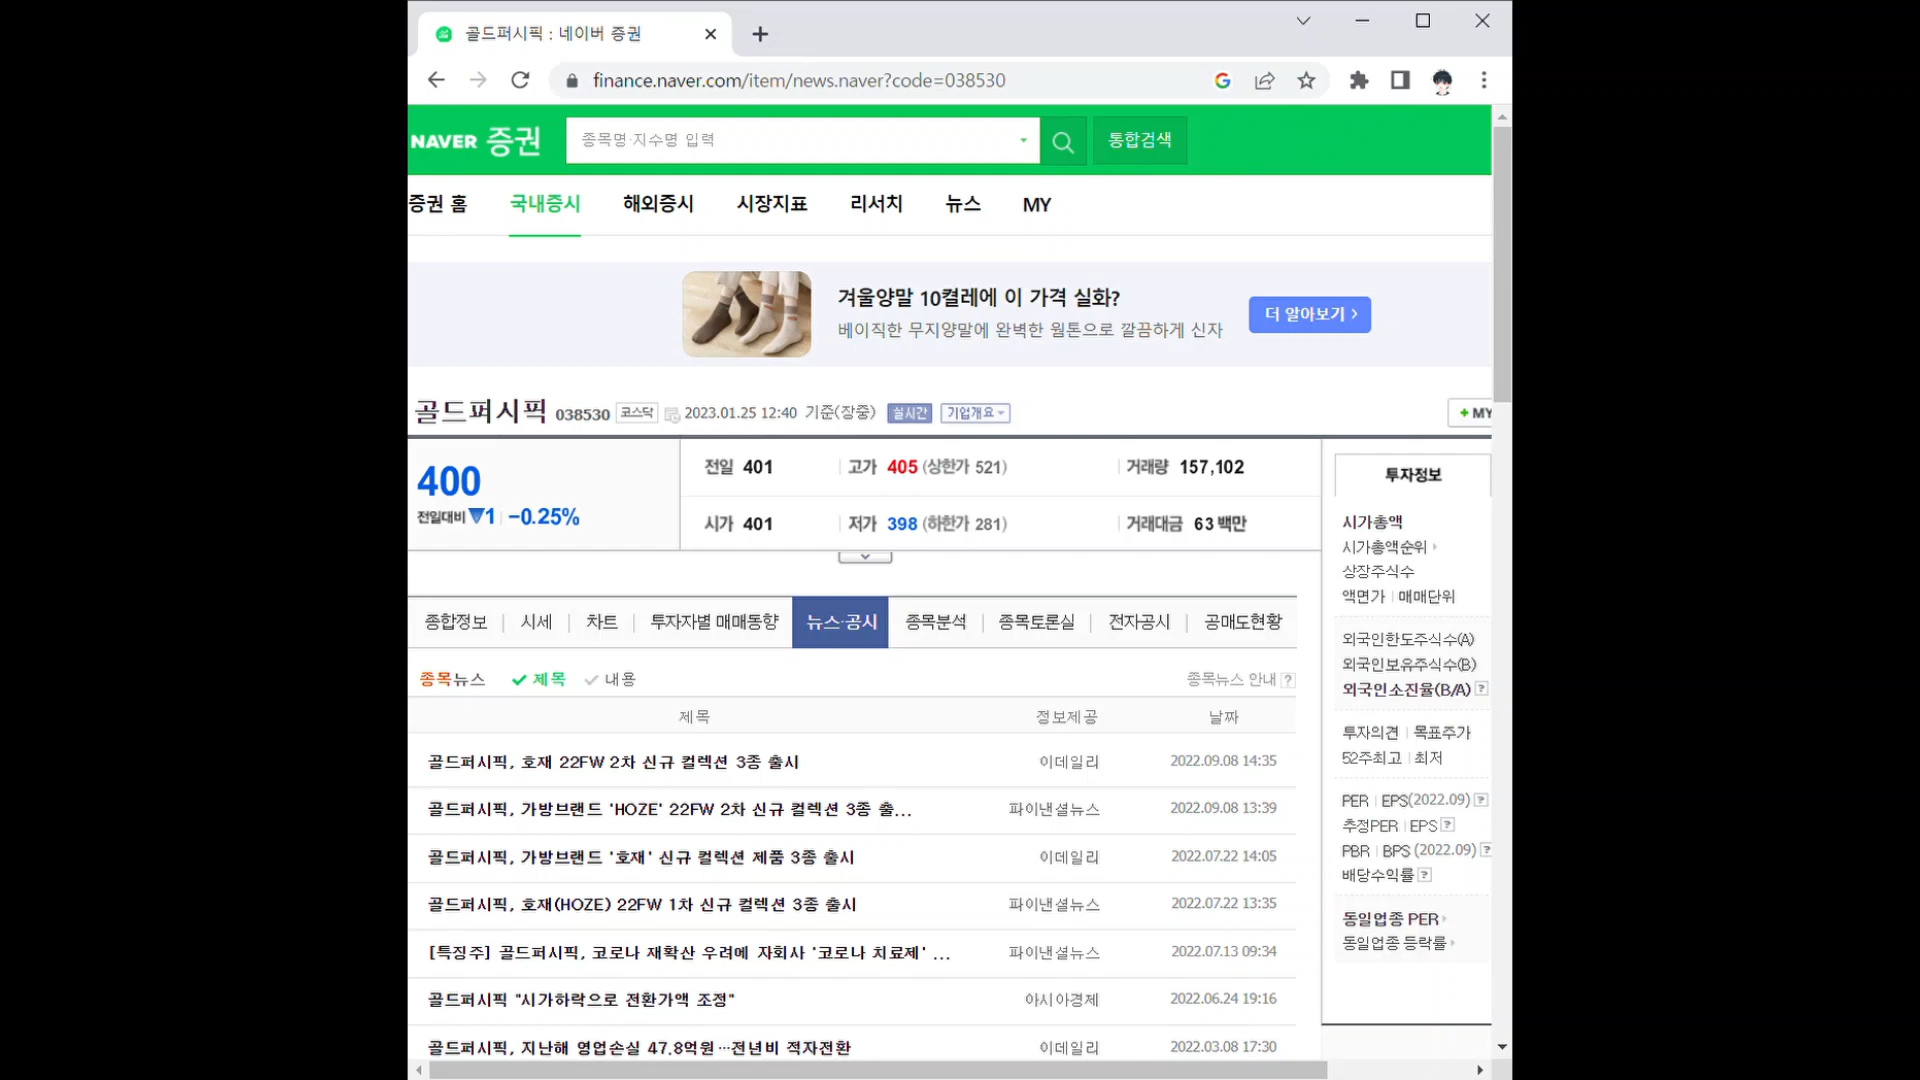 골드퍼시픽 : 네이버 증권
finance.naver.com/item/news.naver?code=038530
NAVER 증권
종목명·지수명 입력
통합검색
증권 홈 국내증시 해외증시 시장지표 리서치 뉴스 MY
겨울양말 10켤레에 이 가격 실화?
베이직한 무지양말에 완벽한 웜톤으로 깔끔하게 신자
더 알아보기
골드퍼시픽 038530 코스닥 2023.01.25 12:40 기준(장중) 실시간 기업개요
+ MY
400
전일대비 ▼1 -0.25%
전일 401 고가 405 (상한가 521) 거래량 157,102
시가 401 저가 398 (하한가 281) 거래대금 63 백만
종합정보 시세 차트 투자자별 매매동향 뉴스·공시 종목분석 종목토론실 전자공시 공매도현황
종목뉴스 제목 내용 종목뉴스 안내 ?
제목 정보제공 날짜
골드퍼시픽, 호재 22FW 2차 신규 컬렉션 3종 출시 이데일리 2022.09.08 14:35
골드퍼시픽, 가방브랜드 'HOZE' 22FW 2차 신규 컬렉션 3종 출... 파이낸셜뉴스 2022.09.08 13:39
골드퍼시픽, 가방브랜드 '호재' 신규 컬렉션 제품 3종 출시 이데일리 2022.07.22 14:05
골드퍼시픽, 호재(HOZE) 22FW 1차 신규 컬렉션 3종 출시 파이낸셜뉴스 2022.07.22 13:35
[특징주] 골드퍼시픽, 코로나 재확산 우려에 자회사 '코로나 치료제' ... 파이낸셜뉴스 2022.07.13 09:34
골드퍼시픽 "시가하락으로 전환가액 조정" 아시아경제 2022.06.24 19:16
골드퍼시픽, 지난해 영업손실 47.8억원…전년비 적자전환 이데일리 2022.03.08 17:30
투자정보
시가총액
시가총액순위
상장주식수
액면가 매매단위
외국인한도주식수(A)
외국인보유주식수(B)
외국인소진율(B/A) ?
투자의견 목표주가
52주최고 최저
PER EPS(2022.09) ?
추정PER EPS ?
PBR BPS (2022.09) ?
배당수익률 ?
동일업종 PER
동일업종 등락률